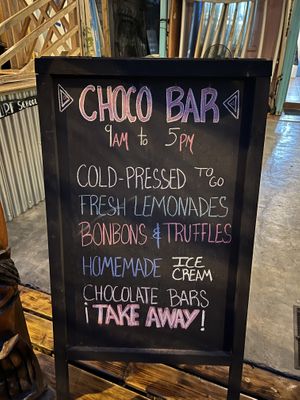 CHOCO BAR
9AM to 5PM
COLD-PRESSED TO GO
FRESH LEMONADES
BONBONS & TRUFFLES
HOMEMADE ICE CREAM
CHOCOLATE BARS
¡TAKE AWAY!
SCHOOL